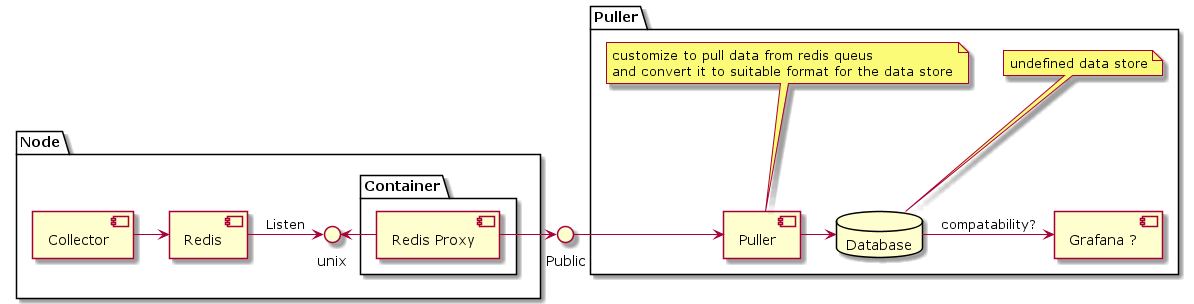 Puller
customize to pull data from redis queus
and convert it to suitable format for the data store
undefined data store
Node
Container
Collector
Redis
Listen
unix
Redis Proxy
Public
Puller
Database
compatability?
Grafana ?